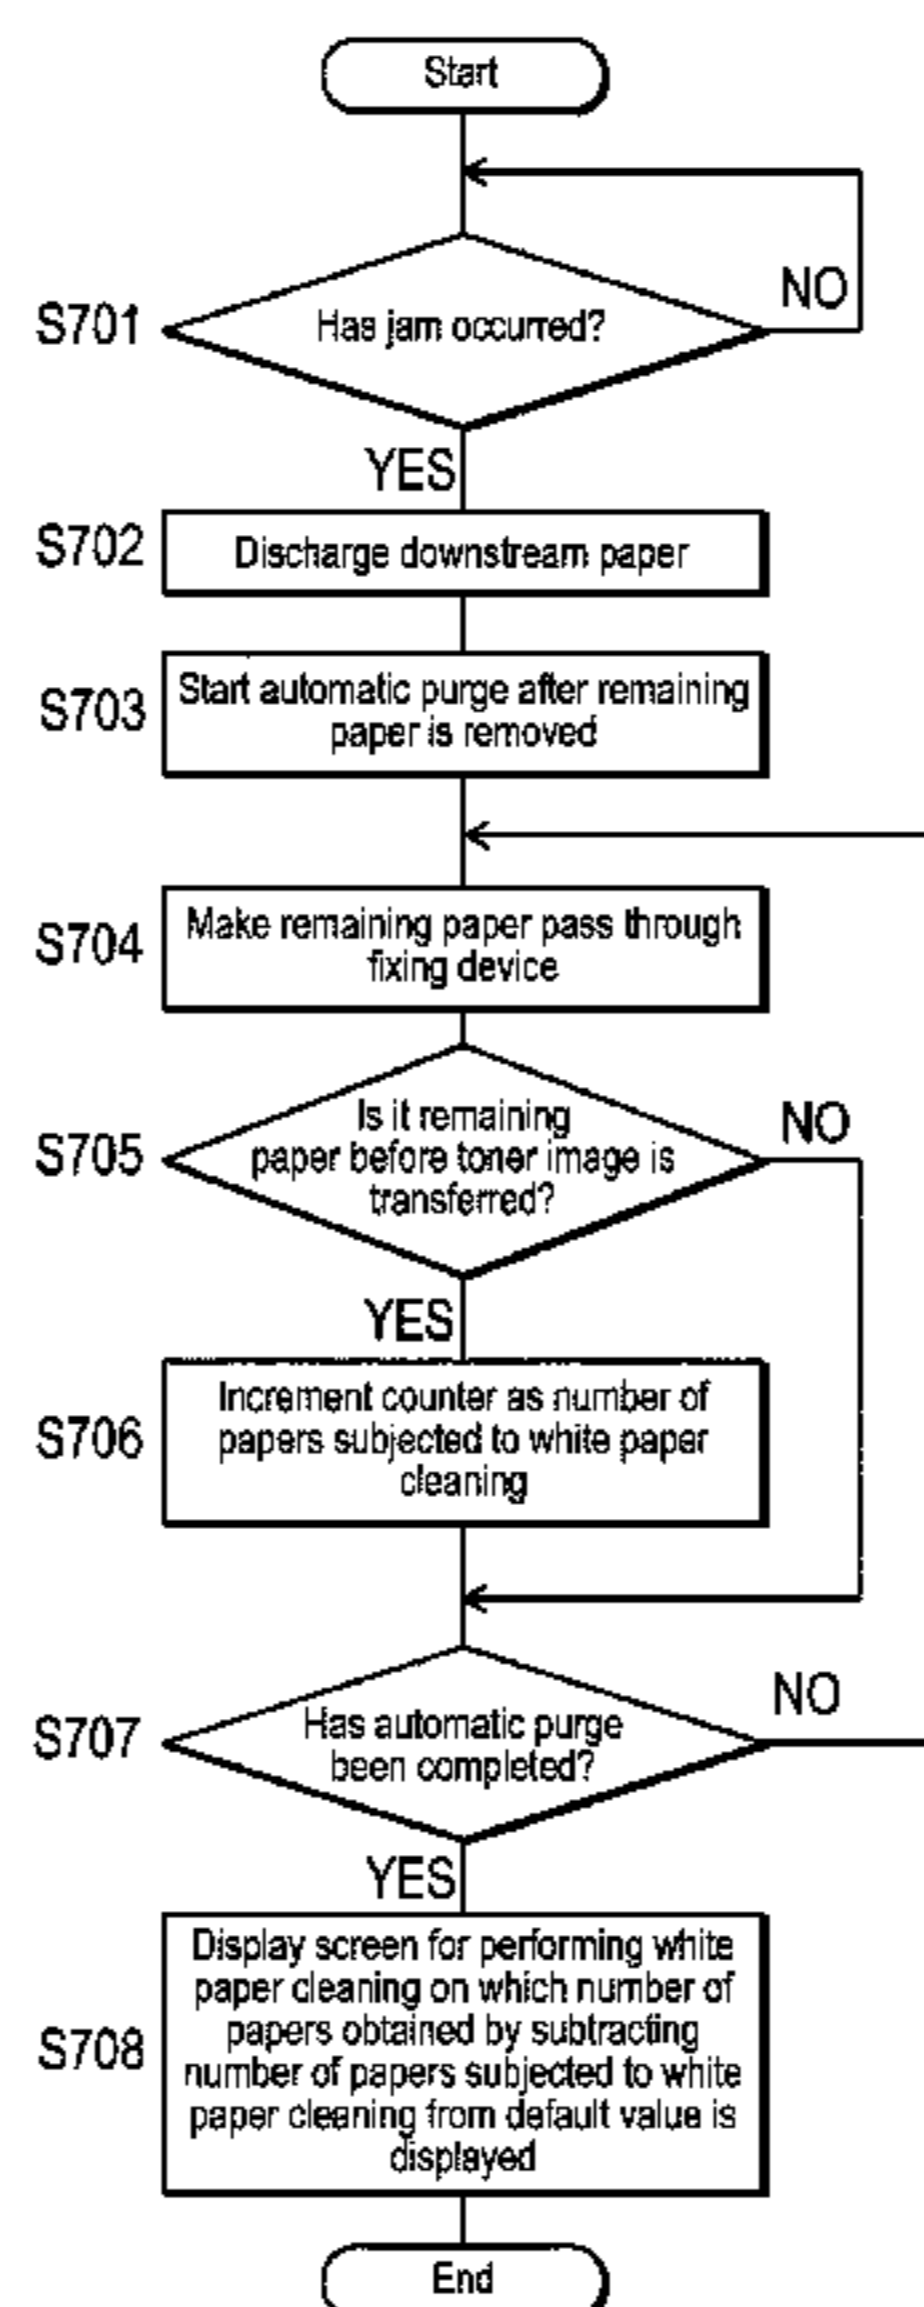 Start
NO
S701
Has jam occurred?
YES
S702
Discharge downstream paper
S703
Start automatic purge after remaining
paper is removed
S704
Make remaining paper pass through
fixing device
NO
S705
Is it remaining
paper before toner image is
transferred?
YES
S706
Increment counter as number of
papers subjected to white paper
cleaning
NO
S707
Has automatic purge
been completed?
YES
S708
Display screen for performing white
paper cleaning on which number of
papers obtained by subtracting
number of papers subjected to white
paper cleaning from default value is
displayed
End